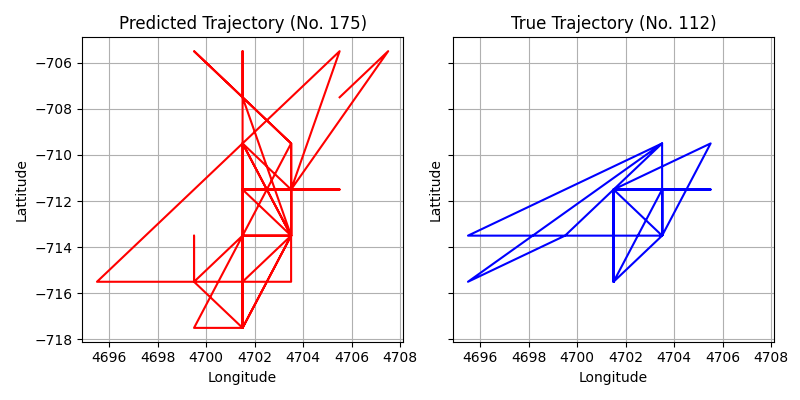 Predicted Trajectory (No. 175)
True Trajectory (No. 112)
Lattitude
−706
−708
−710
−712
−714
−716
−718
4696 4698 4700 4702 4704 4706 4708
Longitude
Lattitude
4696 4698 4700 4702 4704 4706 4708
Longitude